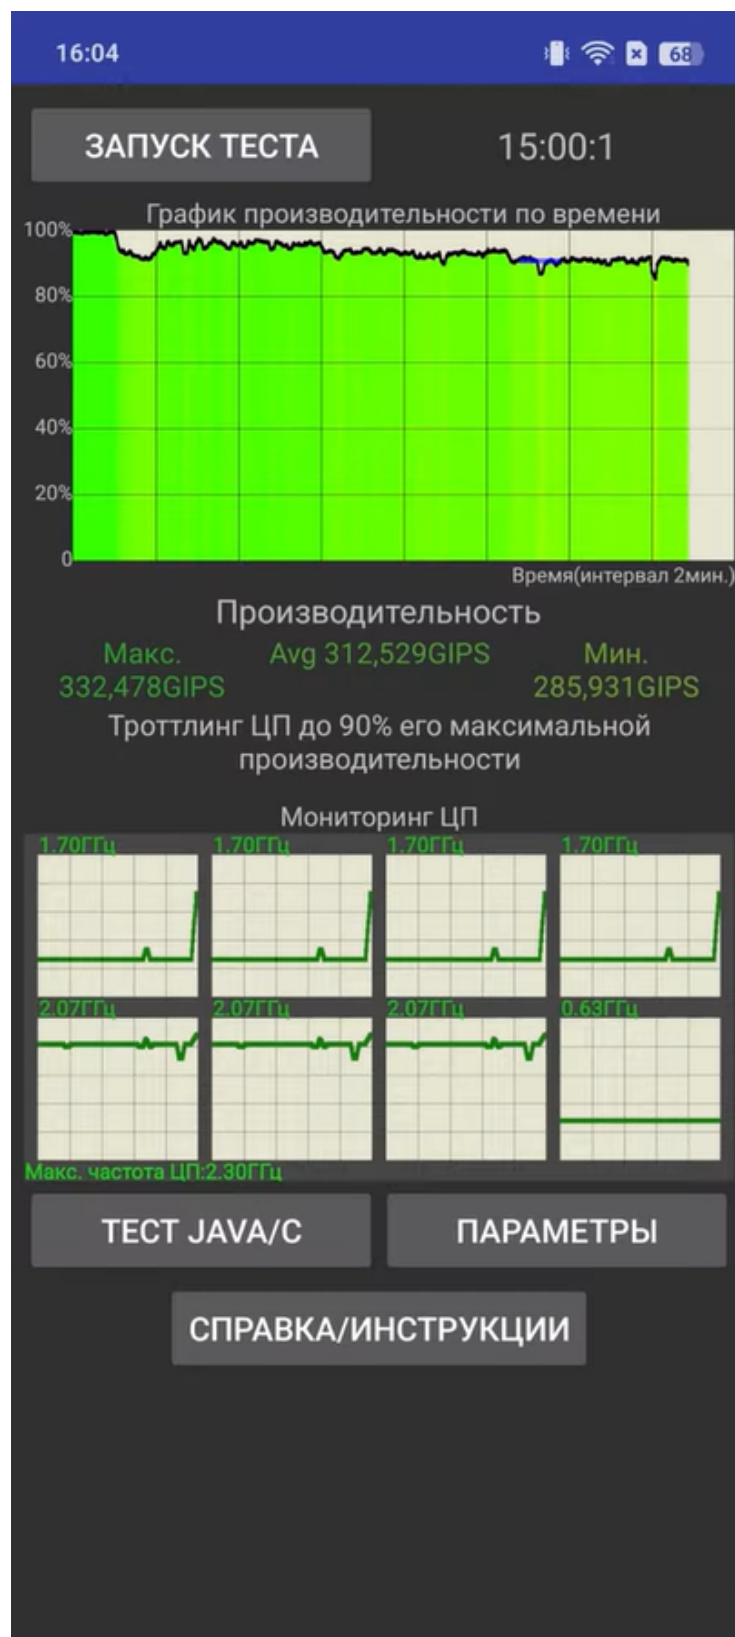 16:04
68
ЗАПУСК ТЕСТА
15:00:1
График производительности по времени
100%
80%
60%
40%
20%
0
Время(интервал 2мин.)
Производительность
Макс. Avg 312,529GIPS Мин.
332,478GIPS 285,931GIPS
Троттлинг ЦП до 90% его максимальной
производительности
Мониторинг ЦП
1.70ГГц 1.70ГГц 1.70ГГц 1.70ГГц
2.07ГГц 2.07ГГц 2.07ГГц 0.63ГГц
Макс. частота ЦП:2.30ГГц
ТЕСТ JAVA/C
ПАРАМЕТРЫ
СПРАВКА/ИНСТРУКЦИИ